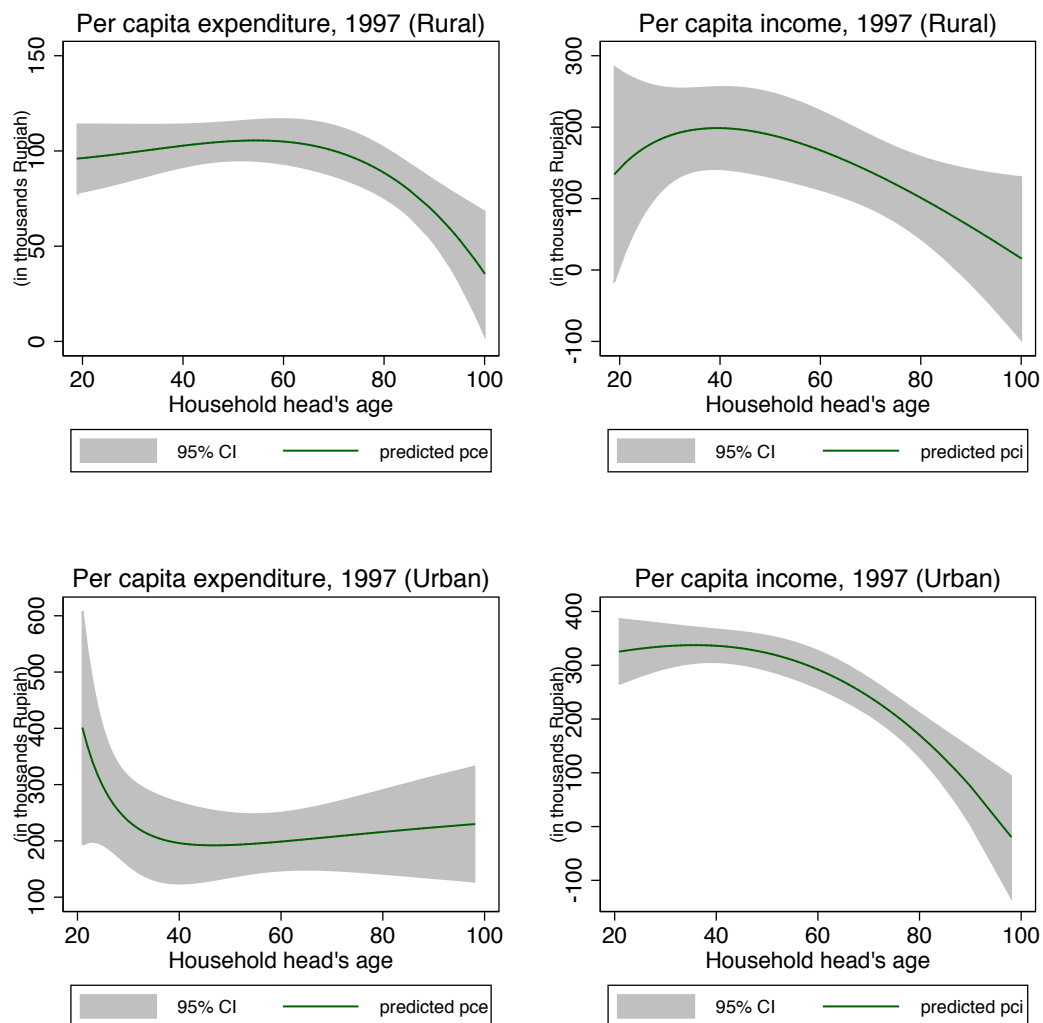 Per capita expenditure, 1997 (Rural)
(in thousands Rupiah)
150
100
50
0
20 40 60 80 100
Household head's age
95% CI predicted pce
Per capita income, 1997 (Rural)
(in thousands Rupiah)
300
200
100
0
-100
20 40 60 80 100
Household head's age
95% CI predicted pci
Per capita expenditure, 1997 (Urban)
(in thousands Rupiah)
600
500
400
300
200
100
20 40 60 80 100
Household head's age
95% CI predicted pce
Per capita income, 1997 (Urban)
(in thousands Rupiah)
400
300
200
100
0
-100
20 40 60 80 100
Household head's age
95% CI predicted pci